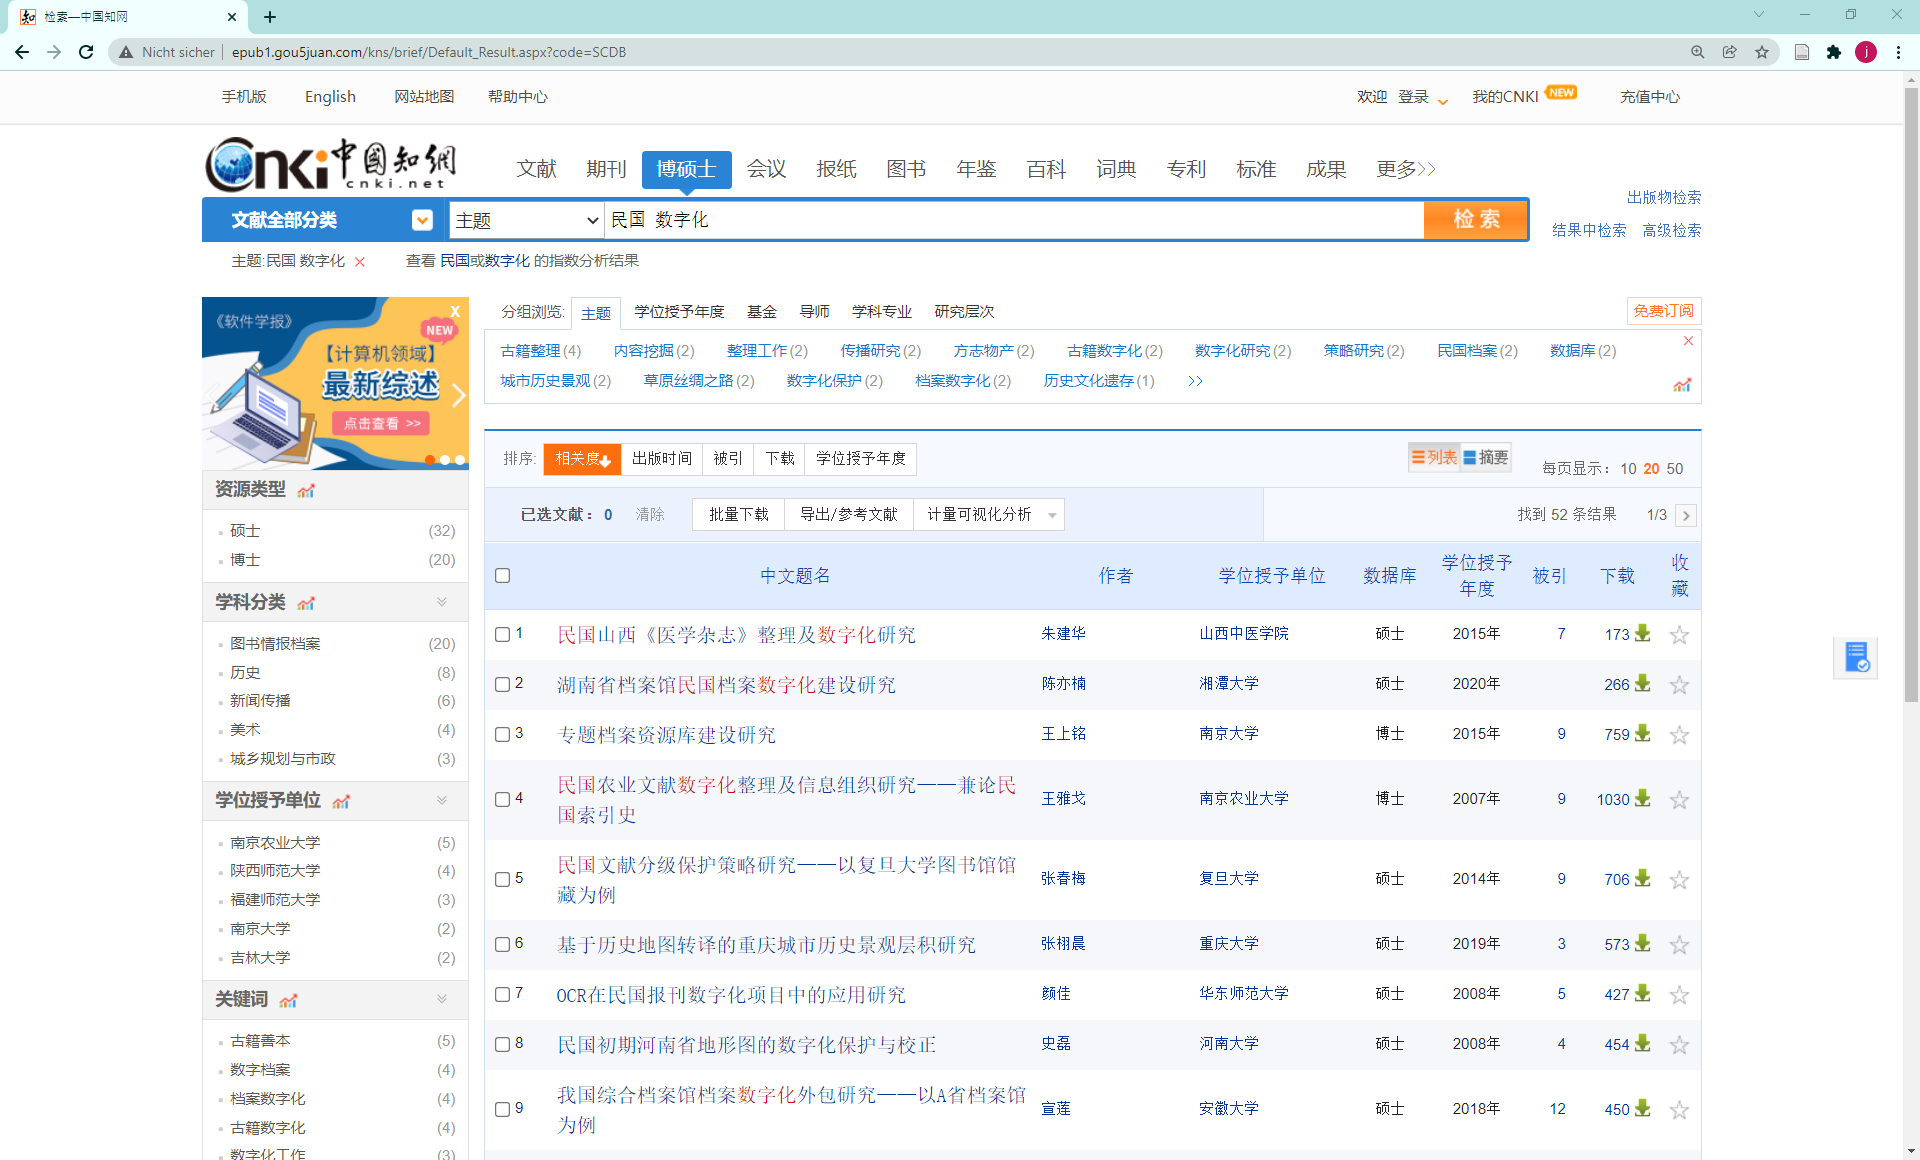 检索—中国知网
Nicht sicher epub1.gou5juan.com/kns/brief/Default_Result.aspx?code=SCDB
j
手机版 English 网站地图 帮助中心 欢迎 登录 我的CNKI NEW 充值中心
Cnki 中國知網
cnki.net
文献 期刊 博硕士 会议 报纸 图书 年鉴 百科 词典 专利 标准 成果 更多>>
出版物检索
文献全部分类 主题 民国 数字化 检 索
结果中检索 高级检索
主题:民国 数字化 × 查看 民国或数字化 的指数分析结果
《软件学报》 X
NEW
【计算机领域】
最新综述
点击查看 >>
分组浏览: 主题 学位授予年度 基金 导师 学科专业 研究层次 免费订阅
古籍整理(4) 内容挖掘(2) 整理工作(2) 传播研究(2) 方志物产(2) 古籍数字化(2) 数字化研究(2) 策略研究(2) 民国档案(2) 数据库(2)
城市历史景观(2) 草原丝绸之路(2) 数字化保护(2) 档案数字化(2) 历史文化遗存(1) >>
排序: 相关度 出版时间 被引 下载 学位授予年度 列表 摘要 每页显示: 10 20 50
已选文献: 0 清除 批量下载 导出/参考文献 计量可视化分析 找到 52 条结果 1/3 >
资源类型
硕士 (32)
博士 (20)
学科分类
图书情报档案 (20)
历史 (8)
新闻传播 (6)
美术 (4)
城乡规划与市政 (3)
学位授予单位
南京农业大学 (5)
陕西师范大学 (4)
福建师范大学 (3)
南京大学 (2)
吉林大学 (2)
关键词
古籍善本 (5)
数字档案 (4)
档案数字化 (4)
古籍数字化 (4)
数字化工作 (3)
中文题名 作者 学位授予单位 数据库 学位授予年度 被引 下载 收藏
1 民国山西《医学杂志》整理及数字化研究 朱建华 山西中医学院 硕士 2015年 7 173
2 湖南省档案馆民国档案数字化建设研究 陈亦楠 湘潭大学 硕士 2020年 266
3 专题档案资源库建设研究 王上铭 南京大学 博士 2015年 9 759
4 民国农业文献数字化整理及信息组织研究——兼论民
国索引史 王雅戈 南京农业大学 博士 2007年 9 1030
5 民国文献分级保护策略研究——以复旦大学图书馆馆
藏为例 张春梅 复旦大学 硕士 2014年 9 706
6 基于历史地图转译的重庆城市历史景观层积研究 张栩晨 重庆大学 硕士 2019年 3 573
7 OCR在民国报刊数字化项目中的应用研究 颜佳 华东师范大学 硕士 2008年 5 427
8 民国初期河南省地形图的数字化保护与校正 史磊 河南大学 硕士 2008年 4 454
9 我国综合档案馆档案数字化外包研究——以A省档案馆
为例 宣莲 安徽大学 硕士 2018年 12 450